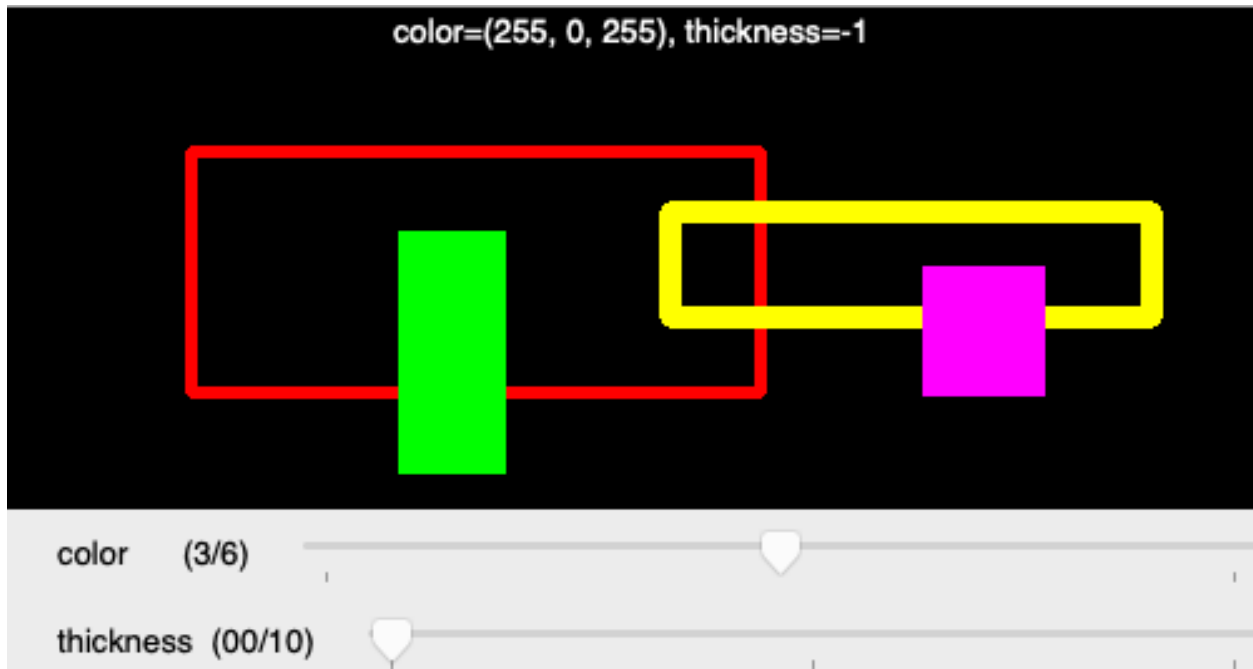 color=(255, 0, 255), thickness=-1
color (3/6)
thickness (00/10)